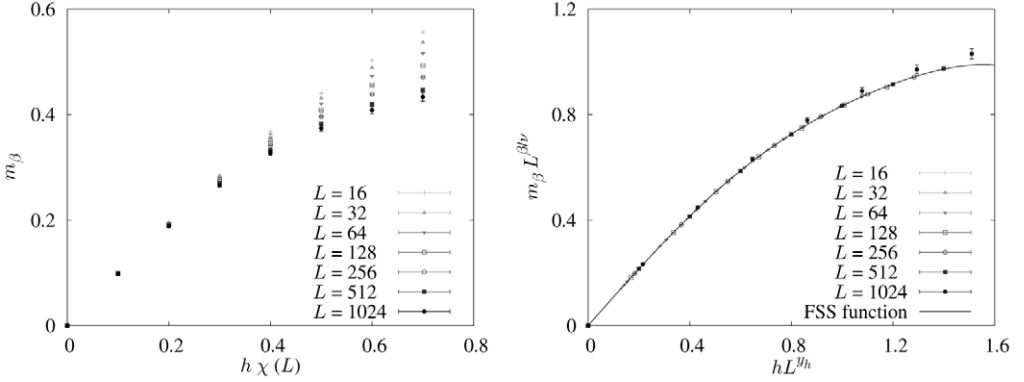 0.6
0.4
0.2
0
m_β
L = 16
L = 32
L = 64
L = 128
L = 256
L = 512
L = 1024
0 0.2 0.4 0.6 0.8
h χ (L)
1.2
0.8
0.4
0
m_β L^{β/ν}
L = 16
L = 32
L = 64
L = 128
L = 256
L = 512
L = 1024
FSS function
0 0.4 0.8 1.2 1.6
hL^{y_h}